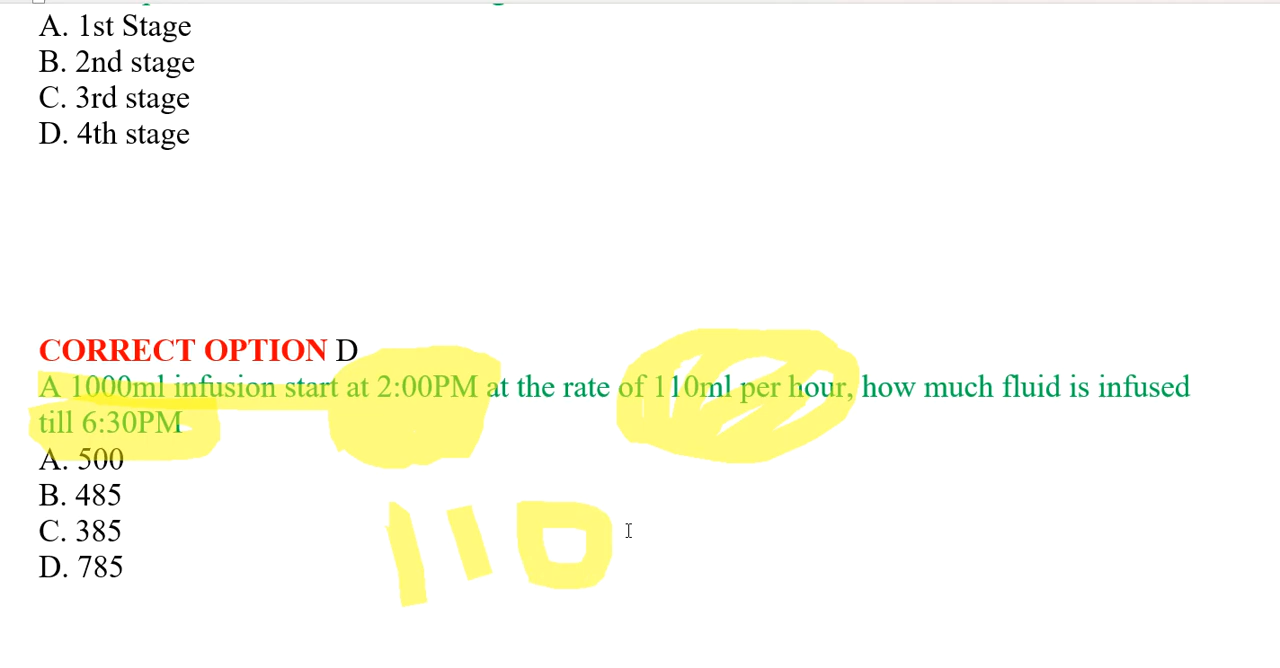 A. 1st Stage
B. 2nd stage
C. 3rd stage
D. 4th stage
CORRECT OPTION D
A 1000ml infusion start at 2:00PM at the rate of 110ml per hour, how much fluid is infused
till 6:30PM
A. 500
B. 485
C. 385
D. 785
110